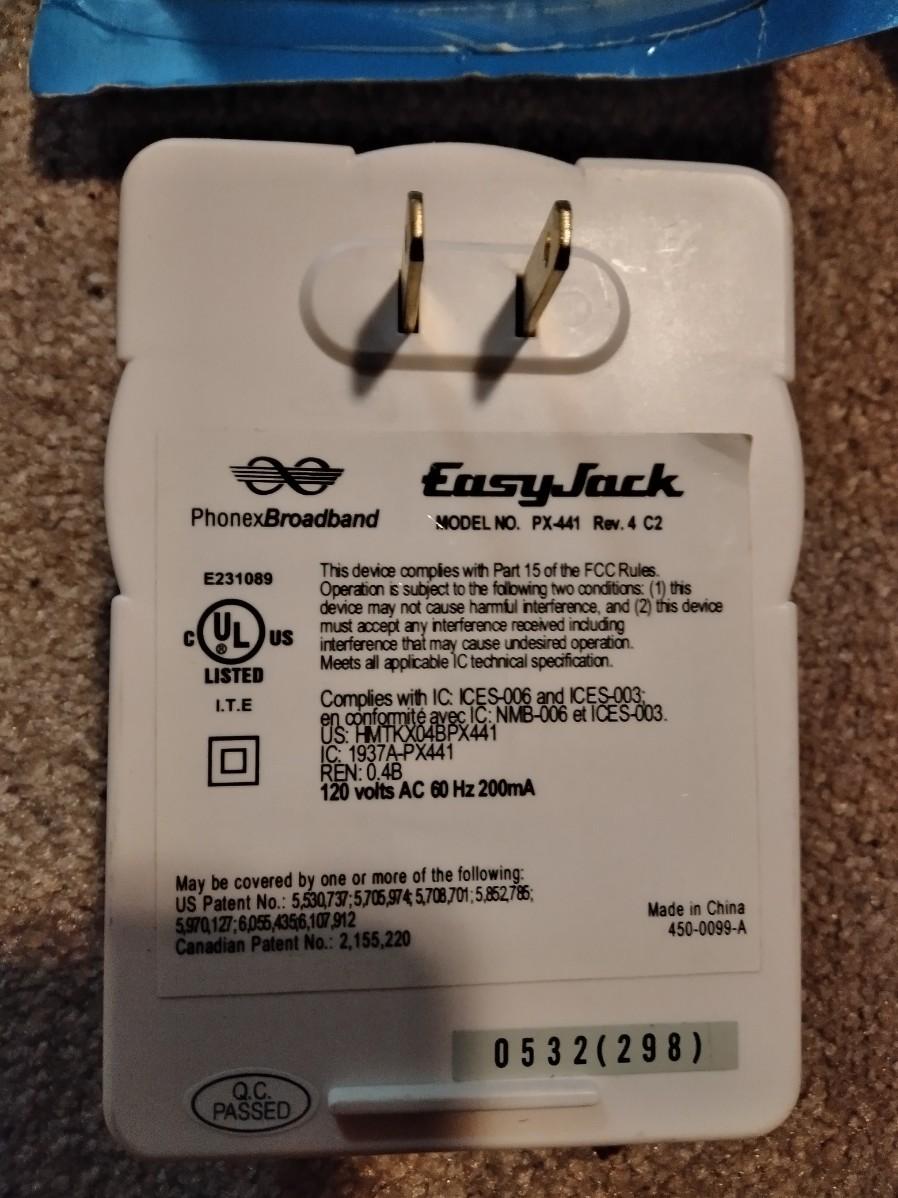 PhonexBroadband
EasyJack
MODEL NO. PX-441 Rev. 4 C2
E231089
C UL® US
LISTED
I.T.E
This device complies with Part 15 of the FCC Rules.
Operation is subject to the following two conditions: (1) this
device may not cause harmful interference, and (2) this device
must accept any interference received including
interference that may cause undesired operation.
Meets all applicable IC technical specification.
Complies with IC: ICES-006 and ICES-003;
en conformité avec IC: NMB-006 et ICES-003.
US: HMTKX04BPX441
IC: 1937A-PX441
REN: 0.4B
120 volts AC 60 Hz 200mA
May be covered by one or more of the following:
US Patent No.: 5,530,737; 5,705,974; 5,708,701; 5,852,785;
5,970,127; 6,055,435; 6,107,912
Canadian Patent No.: 2,155,220
Made in China
450-0099-A
0532(298)
Q.C.
PASSED